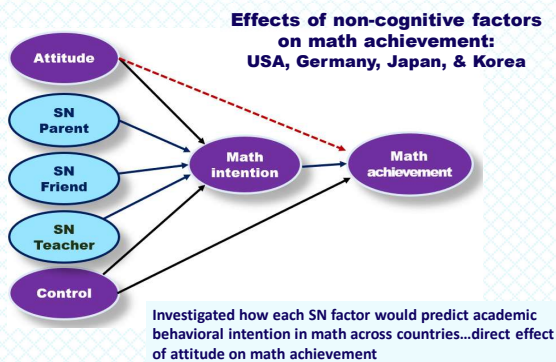 Effects of non-cognitive factors
on math achievement:
USA, Germany, Japan, & Korea
Attitude
SN
Parent
SN
Friend
SN
Teacher
Control
Math
intention
Math
achievement
Investigated how each SN factor would predict academic
behavioral intention in math across countries...direct effect
of attitude on math achievement